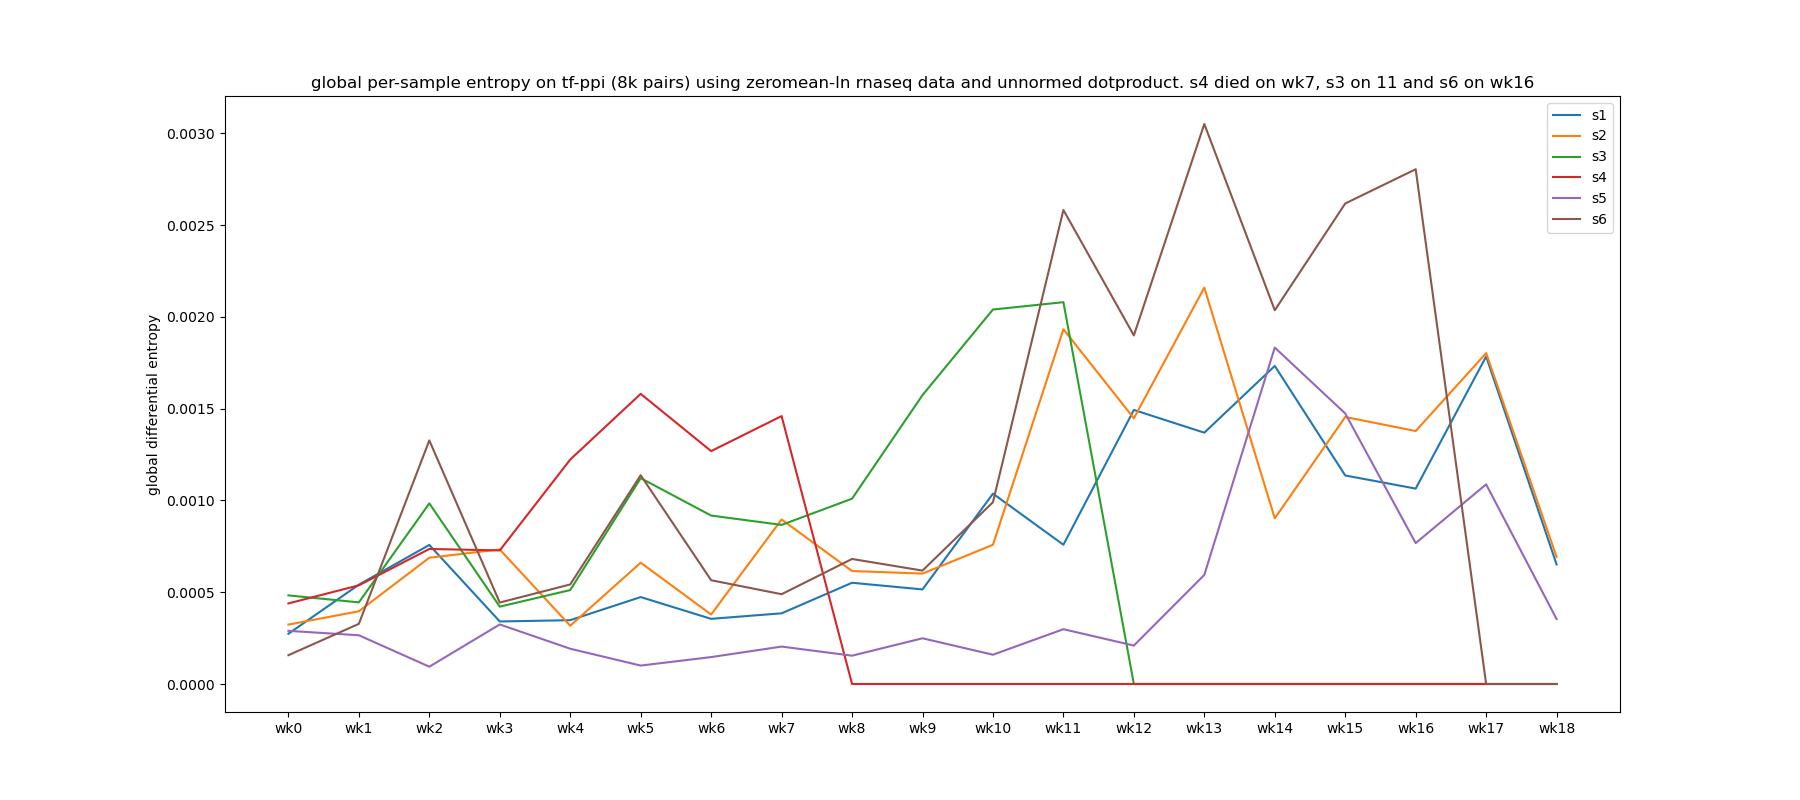 global per-sample entropy on tf-ppi (8k pairs) using zeromean-ln rnaseq data and unnormed dotproduct. s4 died on wk7, s3 on 11 and s6 on wk16
s1
s2
s3
s4
s5
s6
global differential entropy
0.0030
0.0025
0.0020
0.0015
0.0010
0.0005
0.0000
wk0 wk1 wk2 wk3 wk4 wk5 wk6 wk7 wk8 wk9 wk10 wk11 wk12 wk13 wk14 wk15 wk16 wk17 wk18